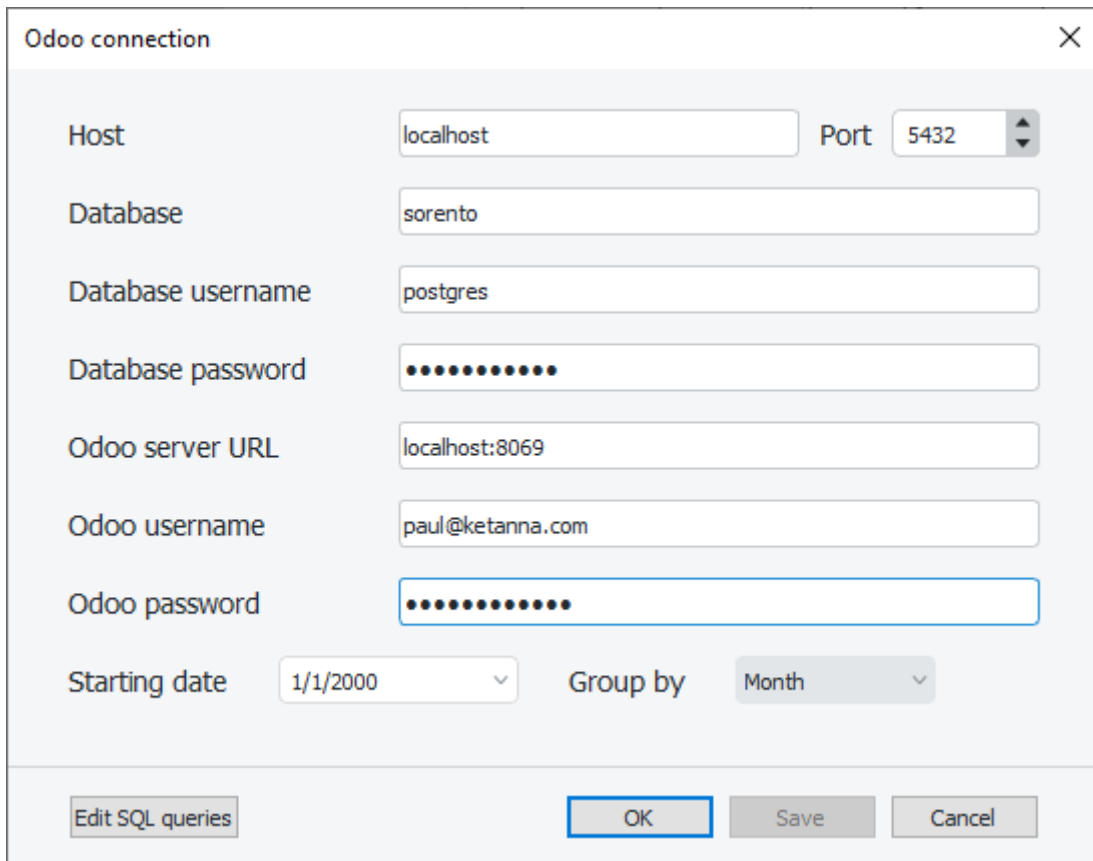 Odoo connection
Host localhost Port 5432
Database sorento
Database username postgres
Database password •••••••••••
Odoo server URL localhost:8069
Odoo username paul@ketanna.com
Odoo password ••••••••••••
Starting date 1/1/2000 Group by Month
Edit SQL queries OK Save Cancel